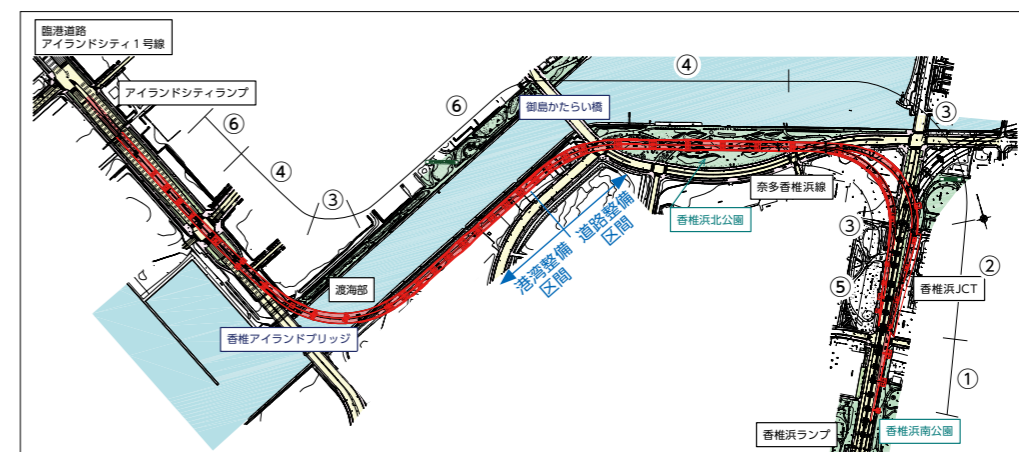 臨港道路
アイランドシティ1号線
アイランドシティランプ
⑥
④
③
⑥
御島かたらい橋
④
③
奈多香椎浜線
香椎浜北公園
道路整備
区間
港湾整備
区間
渡海部
香椎アイランドブリッジ
③
⑤
②
香椎浜JCT
①
香椎浜ランプ
香椎浜南公園